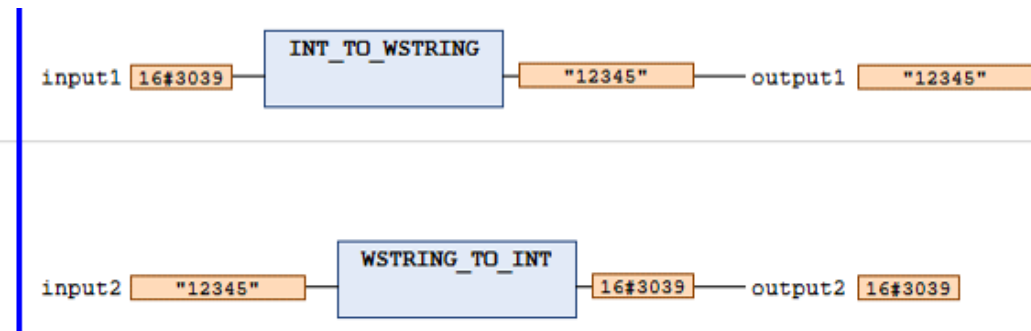 INT_TO_WSTRING
input1 16#3039 "12345" output1 "12345"
WSTRING_TO_INT
input2 "12345" 16#3039 output2 16#3039